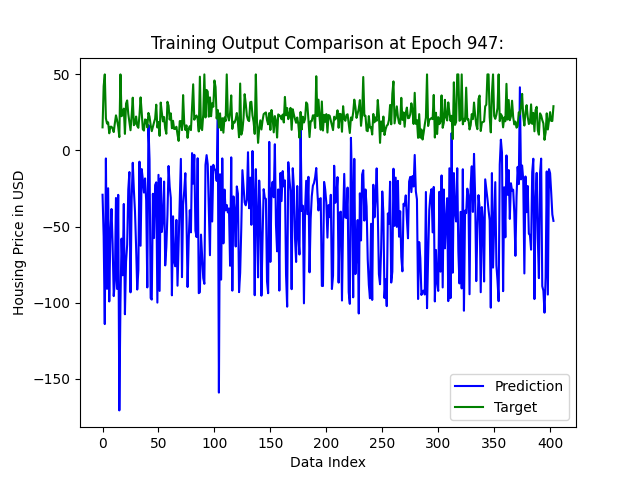 Training Output Comparison at Epoch 947:
50
0
−50
−100
−150
Housing Price in USD
0 50 100 150 200 250 300 350 400
Data Index
Prediction
Target